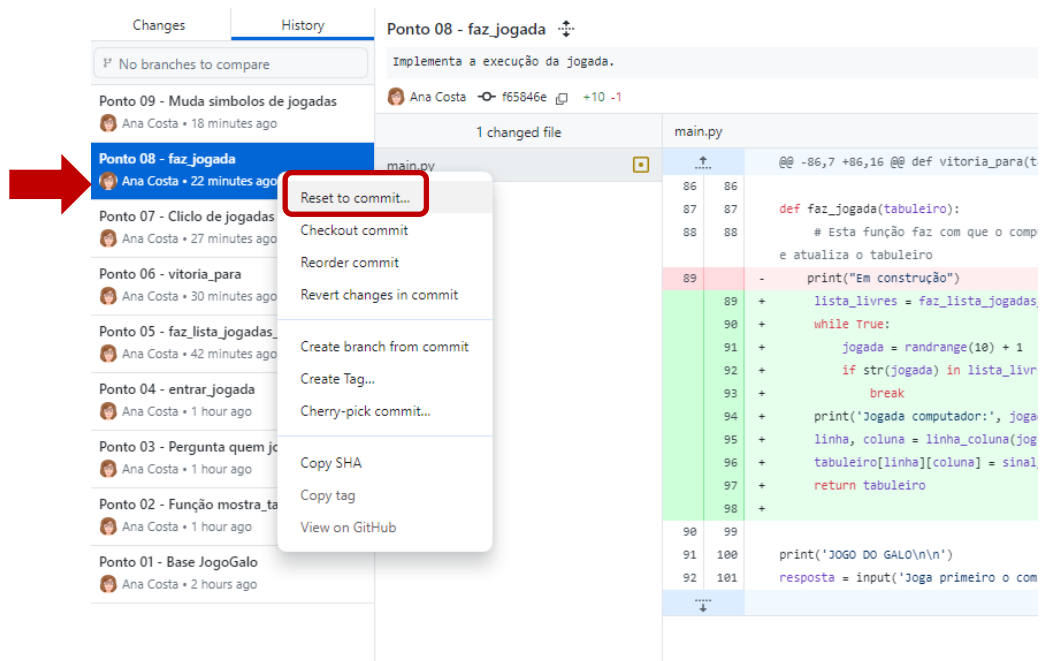 Changes
History
No branches to compare
Ponto 09 - Muda simbolos de jogadas
Ana Costa • 18 minutes ago
Ponto 08 - faz_jogada
Ana Costa • 22 minutes ago
Ponto 07 - Cliclo de jogadas
Ana Costa • 27 minutes ago
Ponto 06 - vitoria_para
Ana Costa • 30 minutes ago
Ponto 05 - faz_lista_jogadas_
Ana Costa • 42 minutes ago
Ponto 04 - entrar_jogada
Ana Costa • 1 hour ago
Ponto 03 - Pergunta quem jo
Ana Costa • 1 hour ago
Ponto 02 - Função mostra_ta
Ana Costa • 1 hour ago
Ponto 01 - Base JogoGalo
Ana Costa • 2 hours ago
Reset to commit...
Checkout commit
Reorder commit
Revert changes in commit
Create branch from commit
Create Tag...
Cherry-pick commit...
Copy SHA
Copy tag
View on GitHub
Ponto 08 - faz_jogada
Implementa a execução da jogada.
Ana Costa f65846e +10 -1
1 changed file
main.py
main.py
@@ -86,7 +86,16 @@ def vitoria_para(t
86 86
87 87 def faz_jogada(tabuleiro):
88 88 # Esta função faz com que o comp
e atualiza o tabuleiro
89 - print("Em construção")
89 + lista_livres = faz_lista_jogadas_
90 + while True:
91 + jogada = randrange(10) + 1
92 + if str(jogada) in lista_livr
93 + break
94 + print('Jogada computador:', joga
95 + linha, coluna = linha_coluna(jog
96 + tabuleiro[linha][coluna] = sinal_
97 + return tabuleiro
98 +
90 99
91 100 print('JOGO DO GALO\n\n')
92 101 resposta = input('Joga primeiro o com